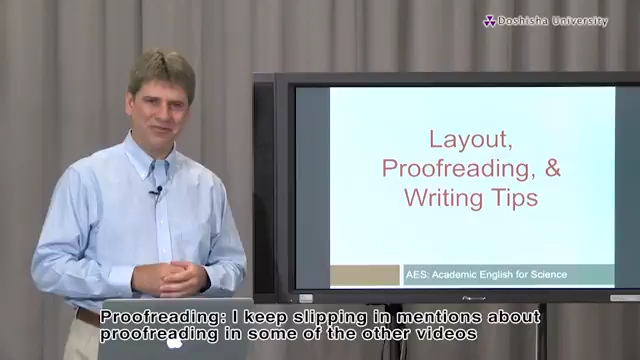 Doshisha University
Layout,
Proofreading, &
Writing Tips
AES: Academic English for Science
Proofreading: I keep slipping in mentions about
proofreading in some of the other videos